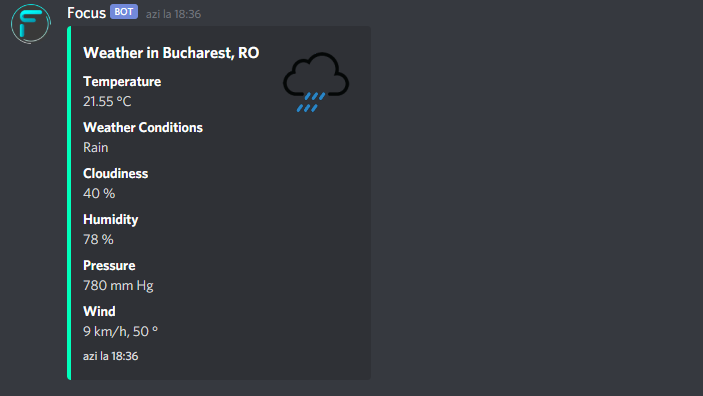 Focus BOT azi la 18:36
Weather in Bucharest, RO
Temperature
21.55 °C
Weather Conditions
Rain
Cloudiness
40 %
Humidity
78 %
Pressure
780 mm Hg
Wind
9 km/h, 50 °
azi la 18:36